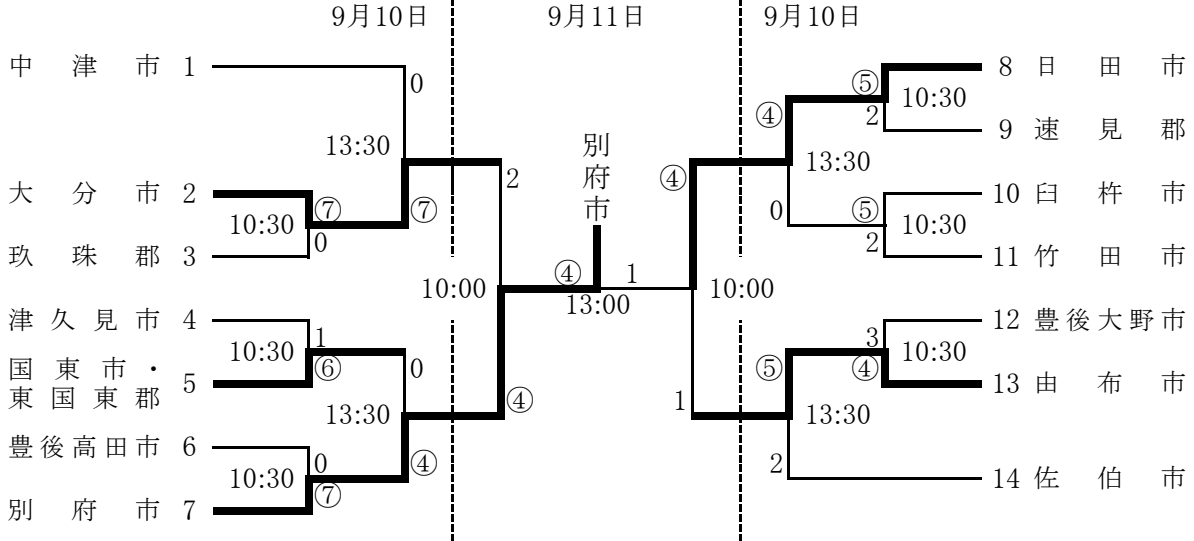 9月10日 9月11日 9月10日
中津市 1
0
8 日田市
⑤
10:30
④
2
9 速見郡
13:30
別府市
13:30
大分市 2
⑦
10:30
0
⑦
2
④
0
10 臼杵市
⑤
10:30
2
玖珠郡 3
11 竹田市
10:00
④
1
13:00
10:00
津久見市 4
1
10:30
⑥
0
12 豊後大野市
3
10:30
④
⑤
国東市・
東国東郡 5
13 由布市
13:30
④
1
13:30
豊後高田市 6
0
10:30
⑦
④
2
14 佐伯市
別府市 7